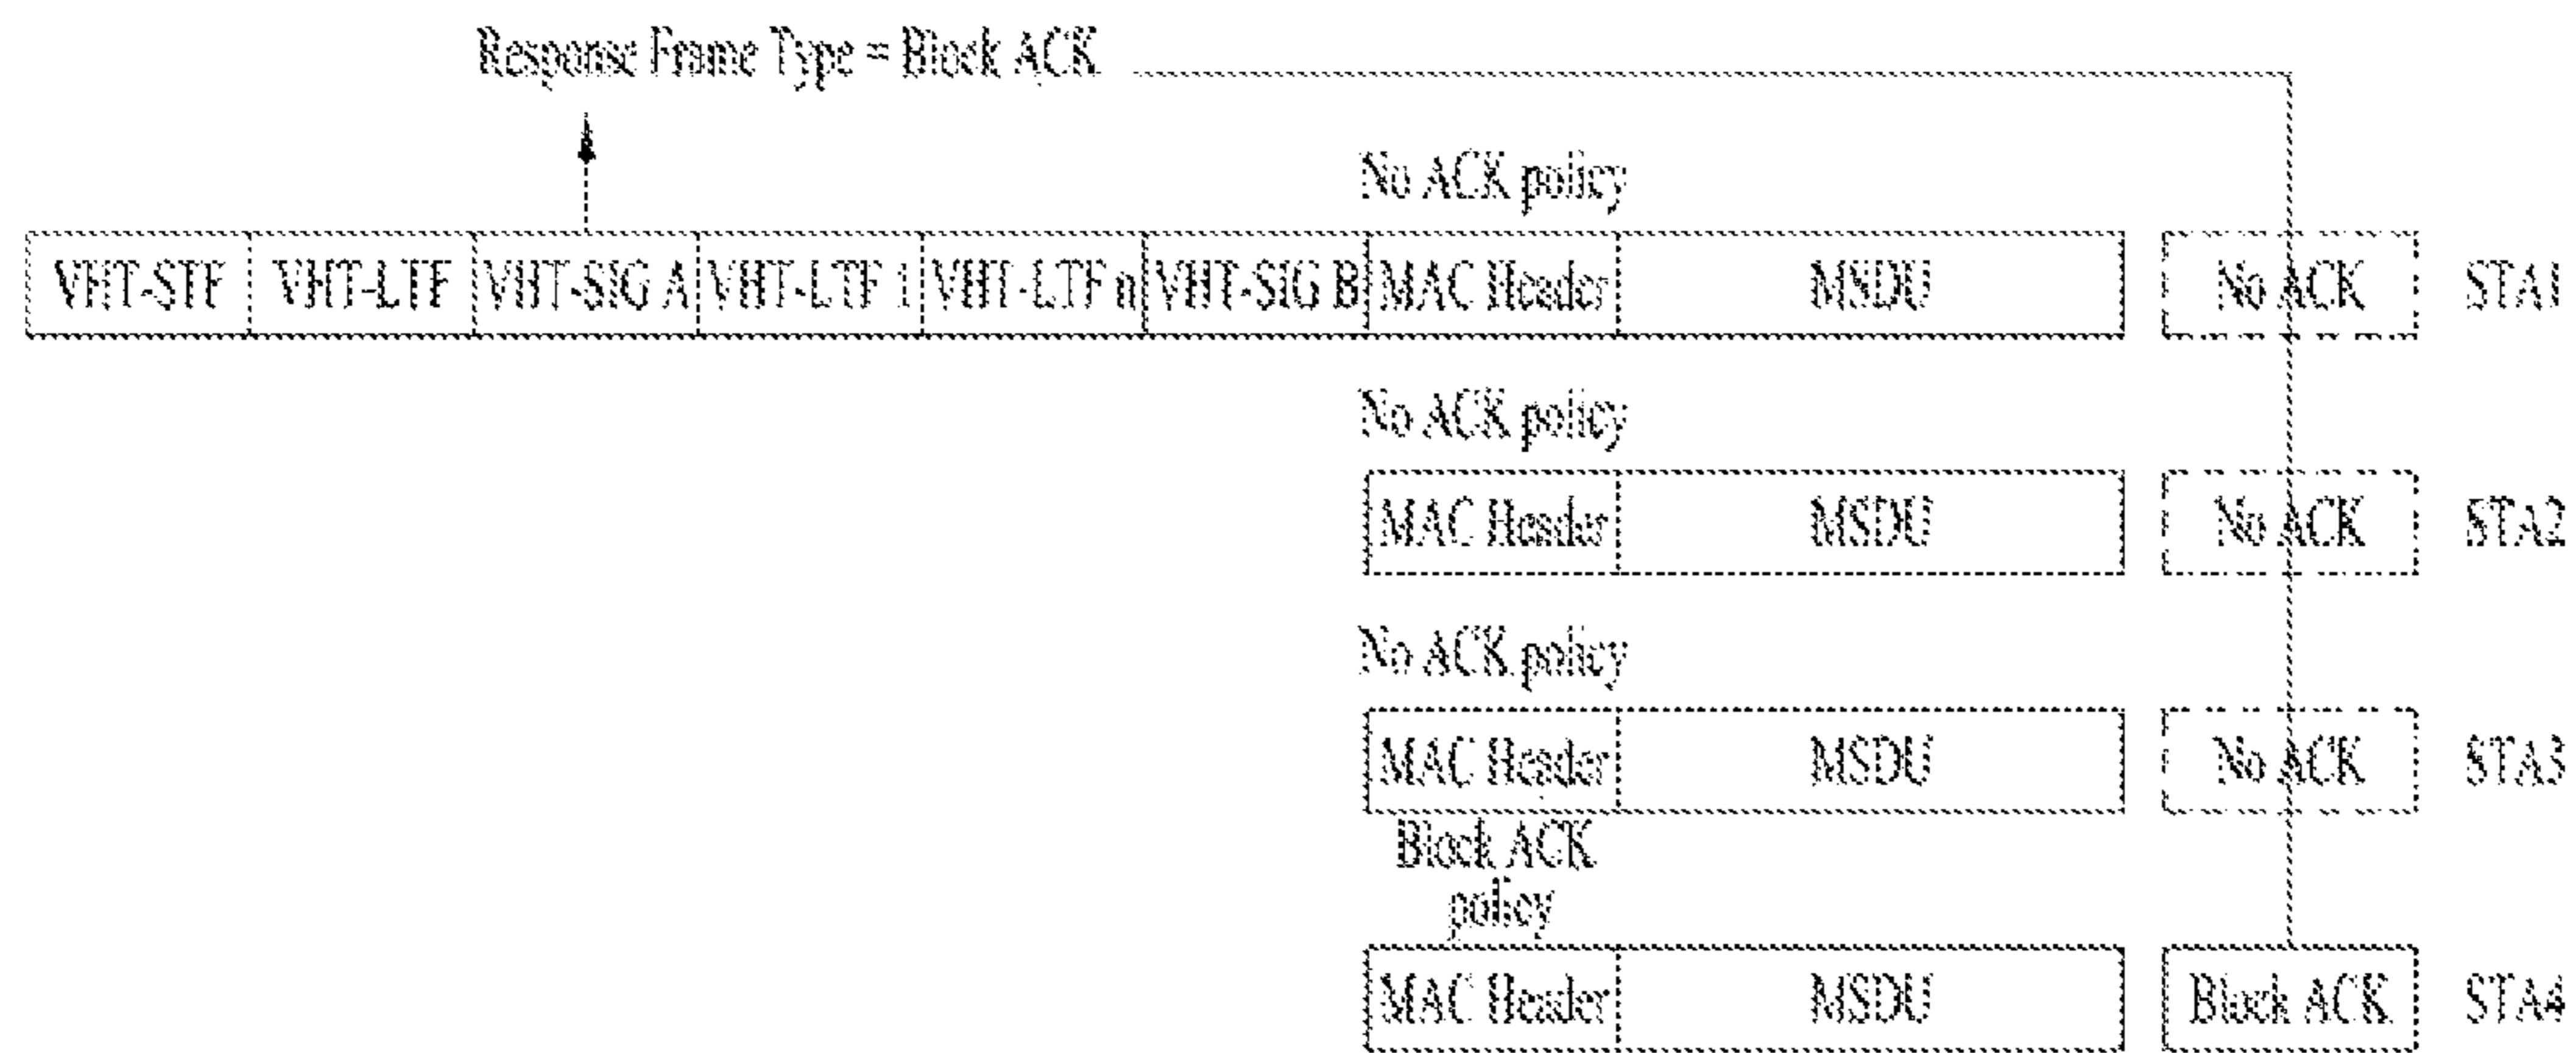 Response Frame Type = Block ACK
No ACK policy
VHT-STF VHT-LTF VHT-SIG A VHT-LTF 1 VHT-LTF n VHT-SIG B MAC Header MSDU No ACK STA1
No ACK policy
MAC Header MSDU No ACK STA2
No ACK policy
MAC Header MSDU No ACK STA3
Block ACK
policy
MAC Header MSDU Block ACK STA4